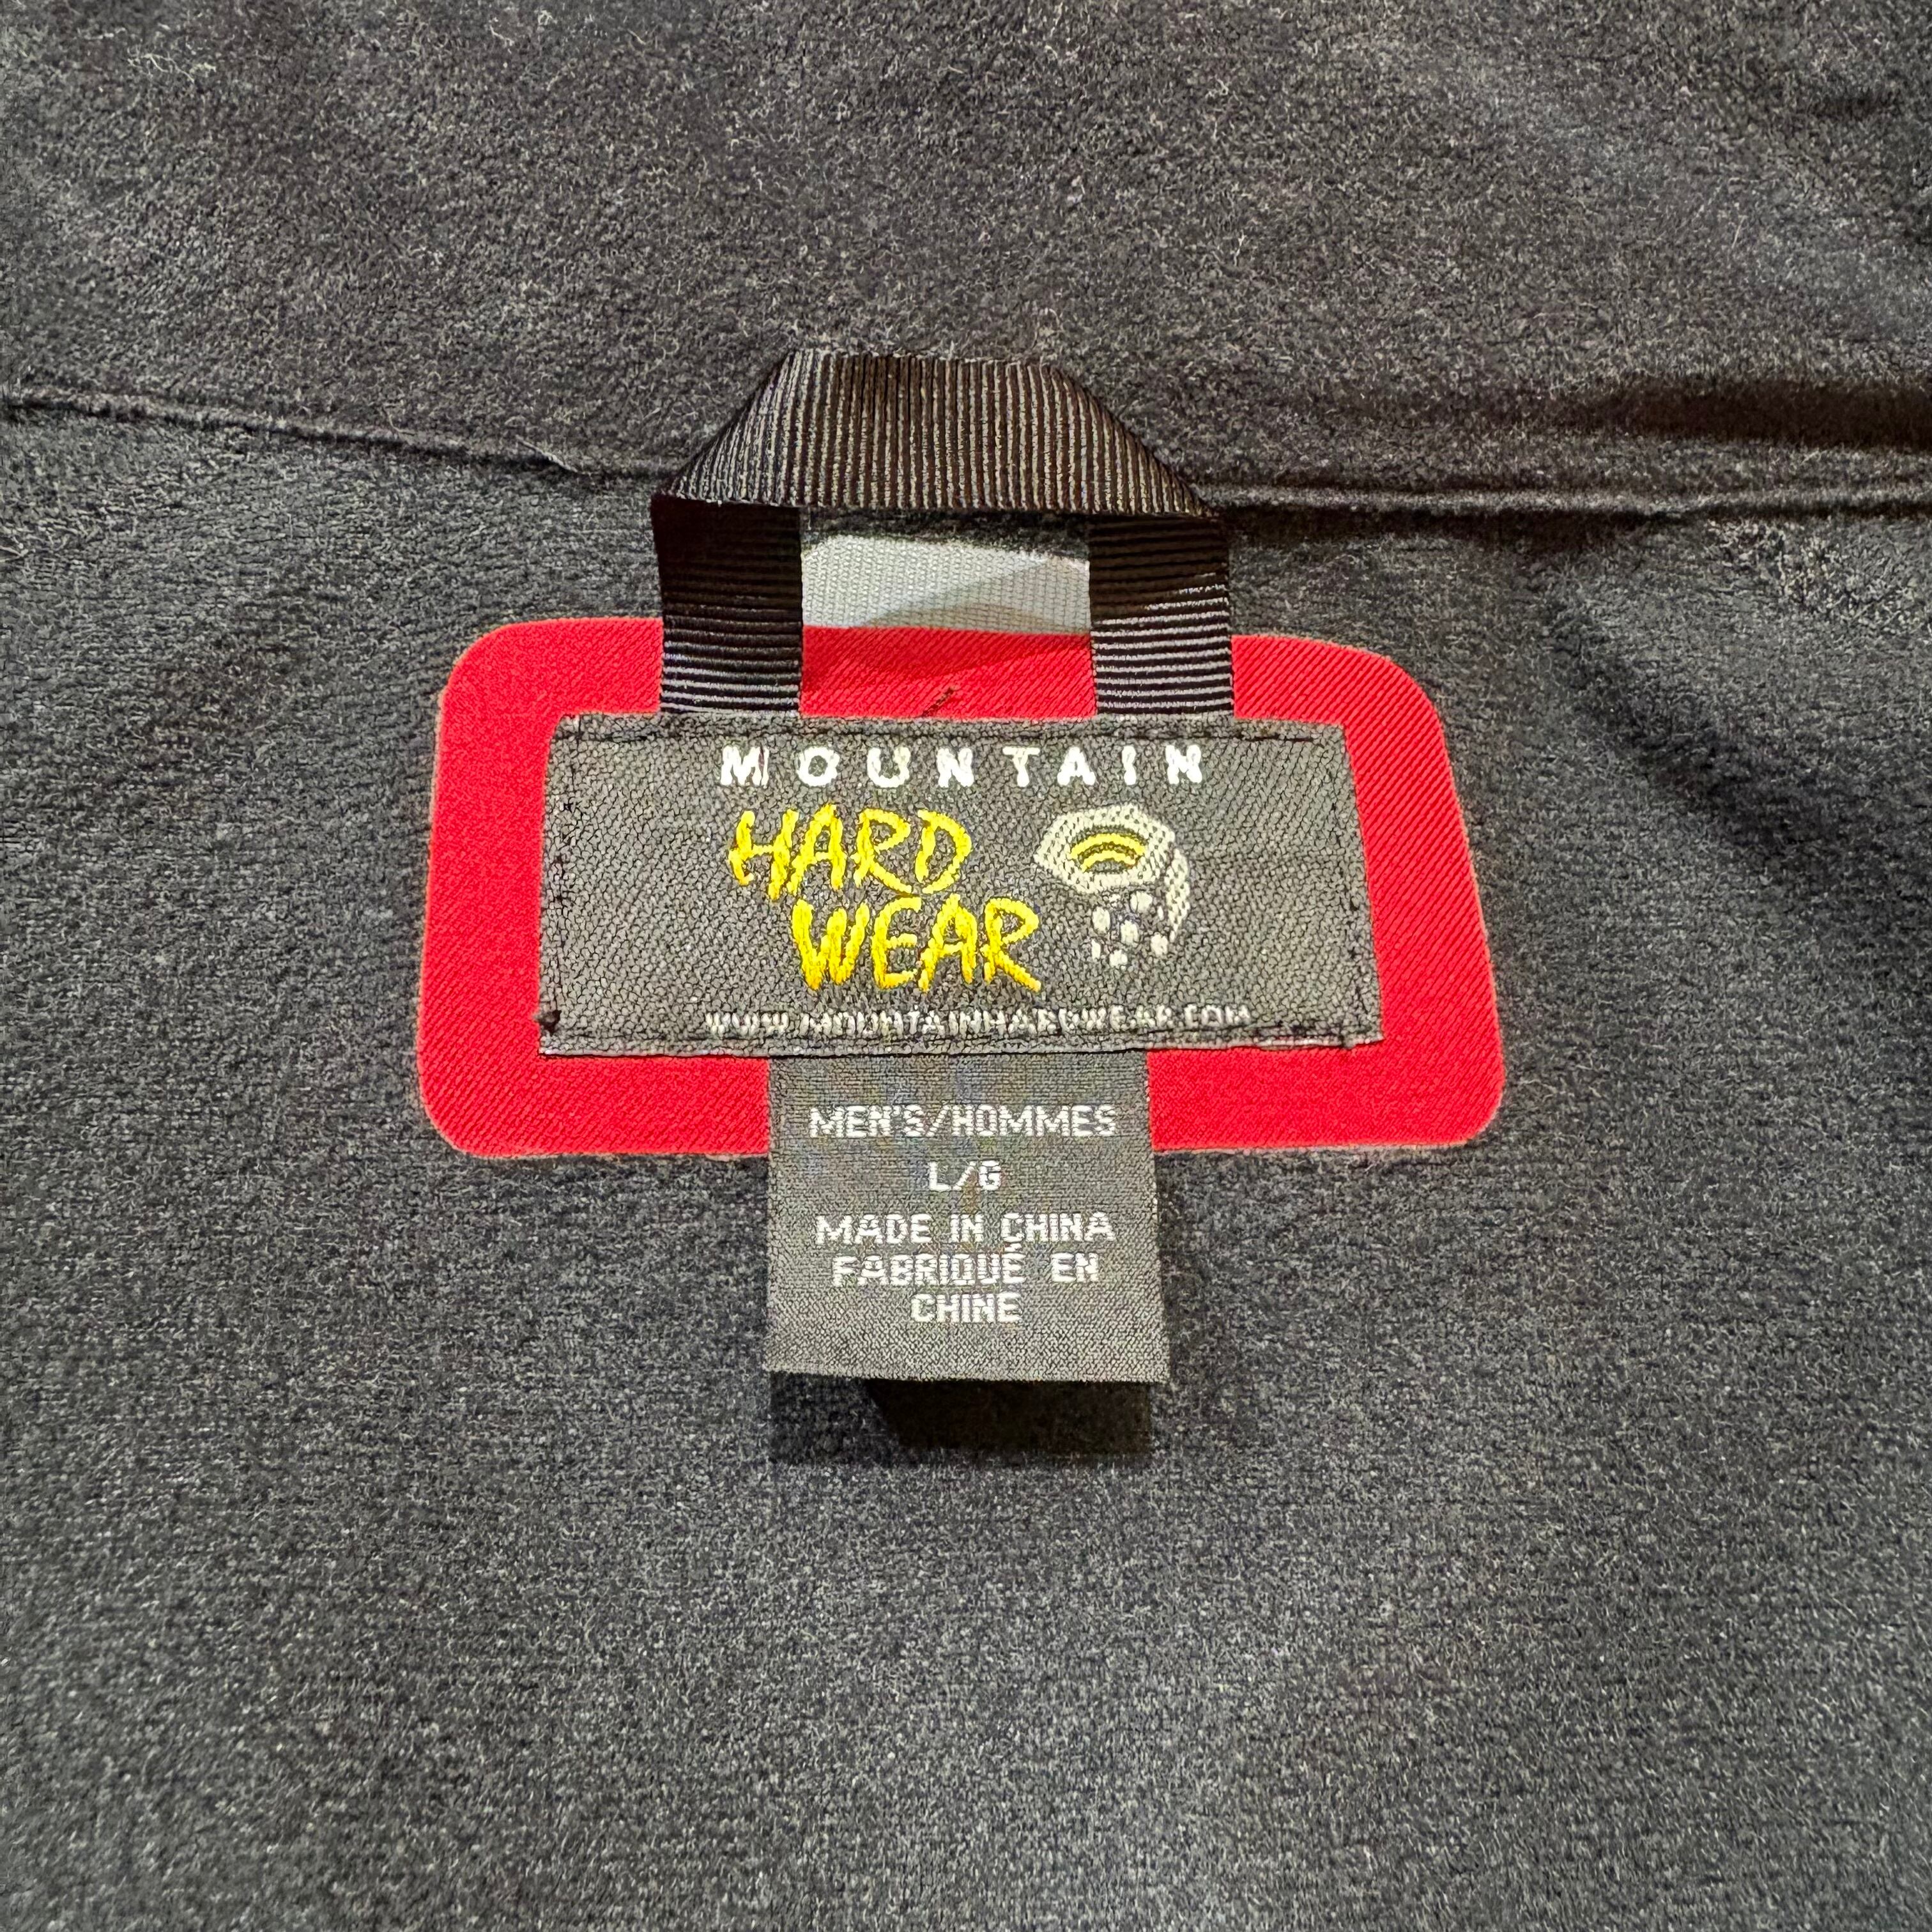 MOUNTAIN
HARD
WEAR
WWW.MOUNTAINHARDWEAR.COM
MEN'S/HOMMES
L/G
MADE IN CHINA
FABRIQUÉ EN
CHINE